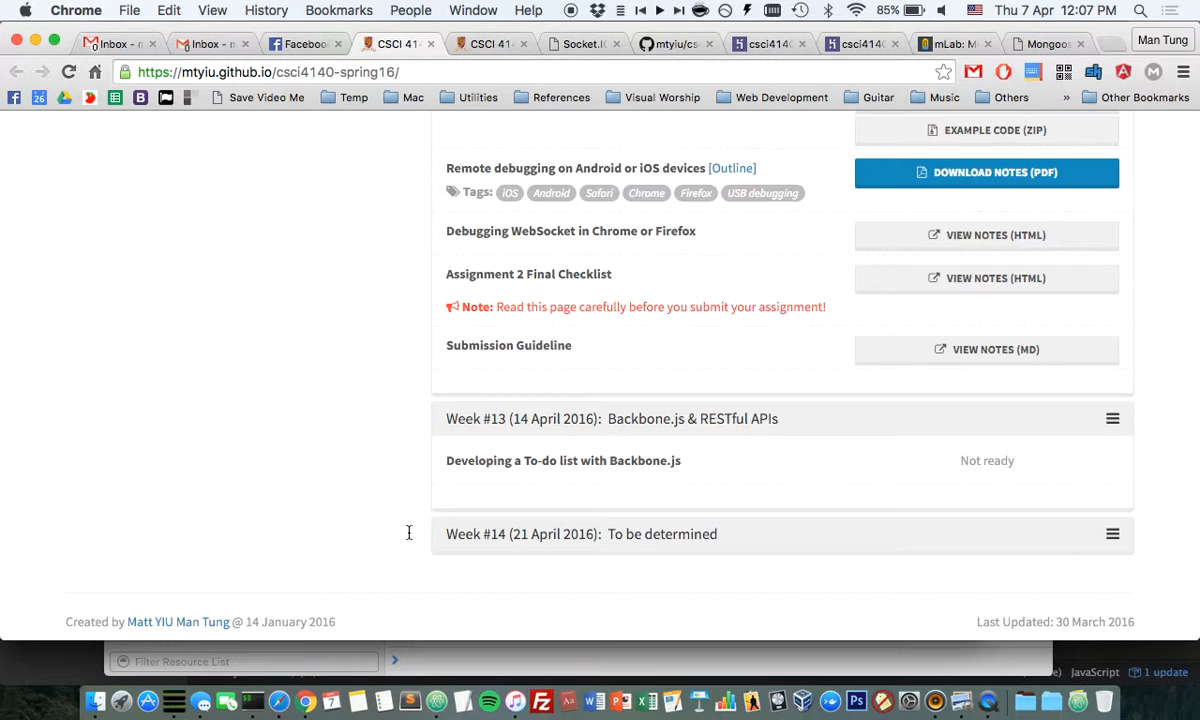 Chrome File Edit View History Bookmarks People Window Help 85% Thu 7 Apr 12:07 PM
Inbox - n Inbox - m Faceboo CSCI 414 CSCI 414 Socket.I mtyiu/cs csci4140 csci4140 mLab: M Mongoos Man Tung
https://mtyiu.github.io/csci4140-spring16/
Save Video Me Temp Mac Utilities References Visual Worship Web Development Guitar Music Others » Other Bookmarks
EXAMPLE CODE (ZIP)
Remote debugging on Android or iOS devices [Outline] DOWNLOAD NOTES (PDF)
Tags: iOS Android Safari Chrome Firefox USB debugging
Debugging WebSocket in Chrome or Firefox VIEW NOTES (HTML)
Assignment 2 Final Checklist VIEW NOTES (HTML)
Note: Read this page carefully before you submit your assignment!
Submission Guideline VIEW NOTES (MD)
Week #13 (14 April 2016): Backbone.js & RESTful APIs
Developing a To-do list with Backbone.js Not ready
Week #14 (21 April 2016): To be determined
Created by Matt YIU Man Tung @ 14 January 2016 Last Updated: 30 March 2016
Filter Resource List JavaScript 1 update